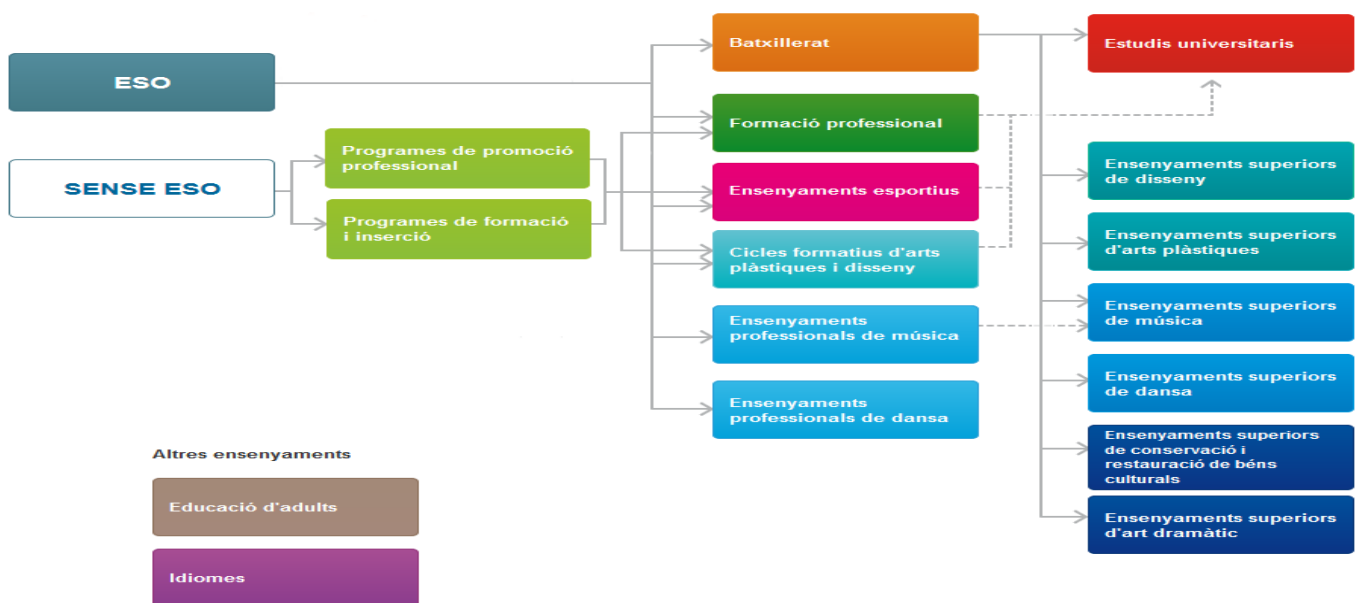 ESO
SENSE ESO
Programes de promoció
professional
Programes de formació
i inserció
Batxillerat
Formació professional
Ensenyaments esportius
Cicles formatius d'arts
plàstiques i disseny
Ensenyaments
professionals de música
Ensenyaments
professionals de dansa
Estudis universitaris
Ensenyaments superiors
de disseny
Ensenyaments superiors
d'arts plàstiques
Ensenyaments superiors
de música
Ensenyaments superiors
de dansa
Ensenyaments superiors
de conservació i
restauració de béns
culturals
Ensenyaments superiors
d'art dramàtic
Altres ensenyaments
Educació d'adults
Idiomes